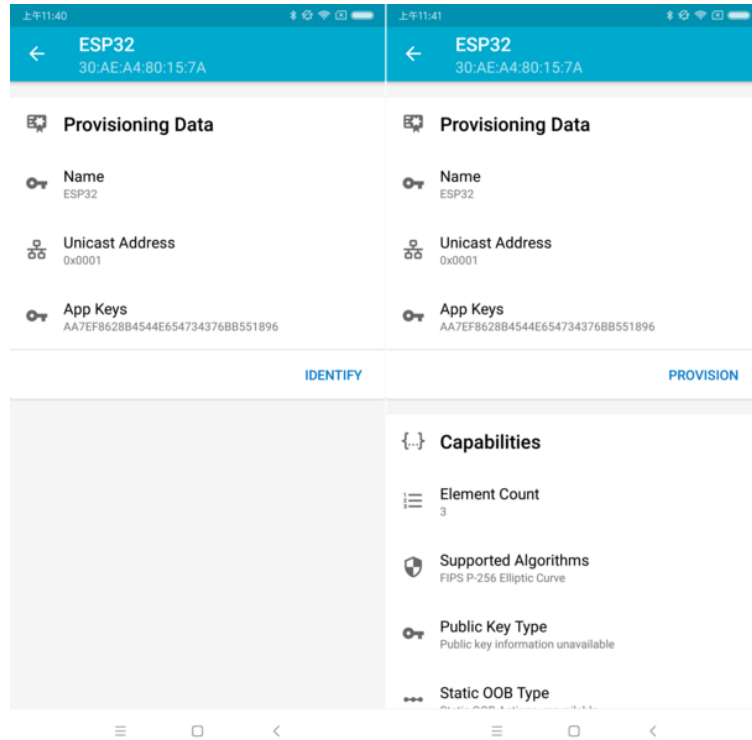 上午11:40
ESP32
30:AE:A4:80:15:7A
Provisioning Data
Name
ESP32
Unicast Address
0x0001
App Keys
AA7EF8628B4544E654734376BB551896
IDENTIFY
上午11:41
ESP32
30:AE:A4:80:15:7A
Provisioning Data
Name
ESP32
Unicast Address
0x0001
App Keys
AA7EF8628B4544E654734376BB551896
PROVISION
{...} Capabilities
Element Count
3
Supported Algorithms
FIPS P-256 Elliptic Curve
Public Key Type
Public key information unavailable
Static OOB Type